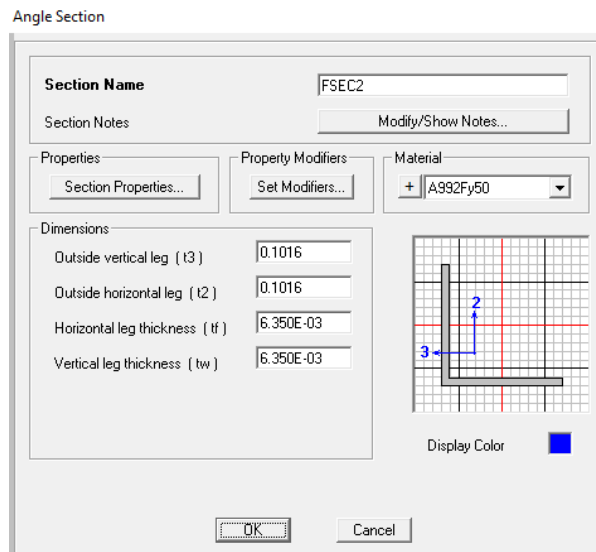 Angle Section
Section Name FSEC2
Section Notes Modify/Show Notes...
Properties Property Modifiers Material
Section Properties... Set Modifiers... + A992Fy50
Dimensions
Outside vertical leg ( t3 ) 0.1016
Outside horizontal leg ( t2 ) 0.1016
Horizontal leg thickness ( tf ) 6.350E-03
Vertical leg thickness ( tw ) 6.350E-03
2
3
Display Color
OK Cancel